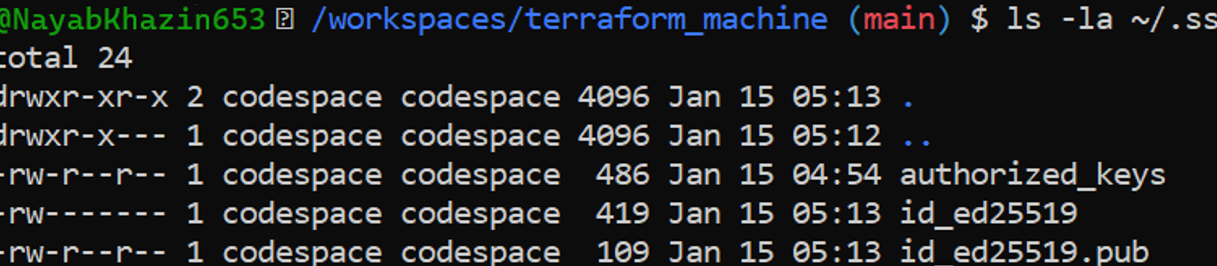 @NayabKhazin653 /workspaces/terraform_machine (main) $ ls -la ~/.ss
total 24
drwxr-xr-x 2 codespace codespace 4096 Jan 15 05:13 .
drwxr-x--- 1 codespace codespace 4096 Jan 15 05:12 ..
-rw-r--r-- 1 codespace codespace  486 Jan 15 04:54 authorized_keys
-rw------- 1 codespace codespace  419 Jan 15 05:13 id_ed25519
-rw-r--r-- 1 codespace codespace  109 Jan 15 05:13 id_ed25519.pub